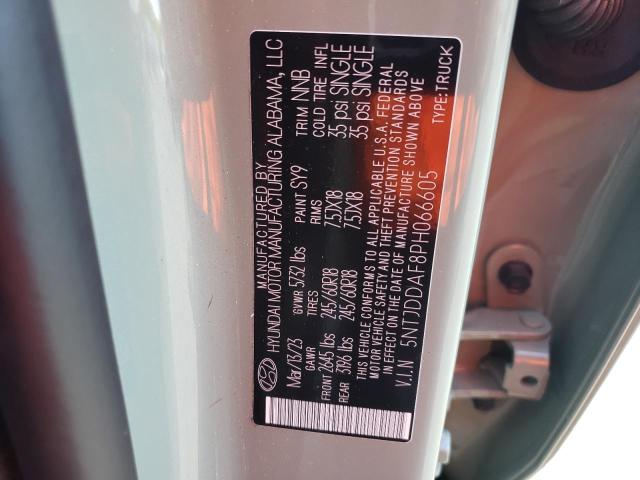 MANUFACTURED BY
HYUNDAI MOTOR MANUFACTURING ALABAMA, LLC
Mar/13/23 GVWR 5732 lbs PAINT SY9 TRIM NNB
GAWR TIRES RIMS COLD TIRE INFL
FRONT 2645 lbs 245/60R18 7.5JX18 35 psi SINGLE
REAR 3196 lbs 245/60R18 7.5JX18 35 psi SINGLE
THIS VEHICLE CONFORMS TO ALL APPLICABLE U.S.A. FEDERAL
MOTOR VEHICLE SAFETY AND THEFT PREVENTION STANDARDS
IN EFFECT ON THE DATE OF MANUFACTURE SHOWN ABOVE
V.I.N 5NTJDDAF8PH066605 TYPE:TRUCK